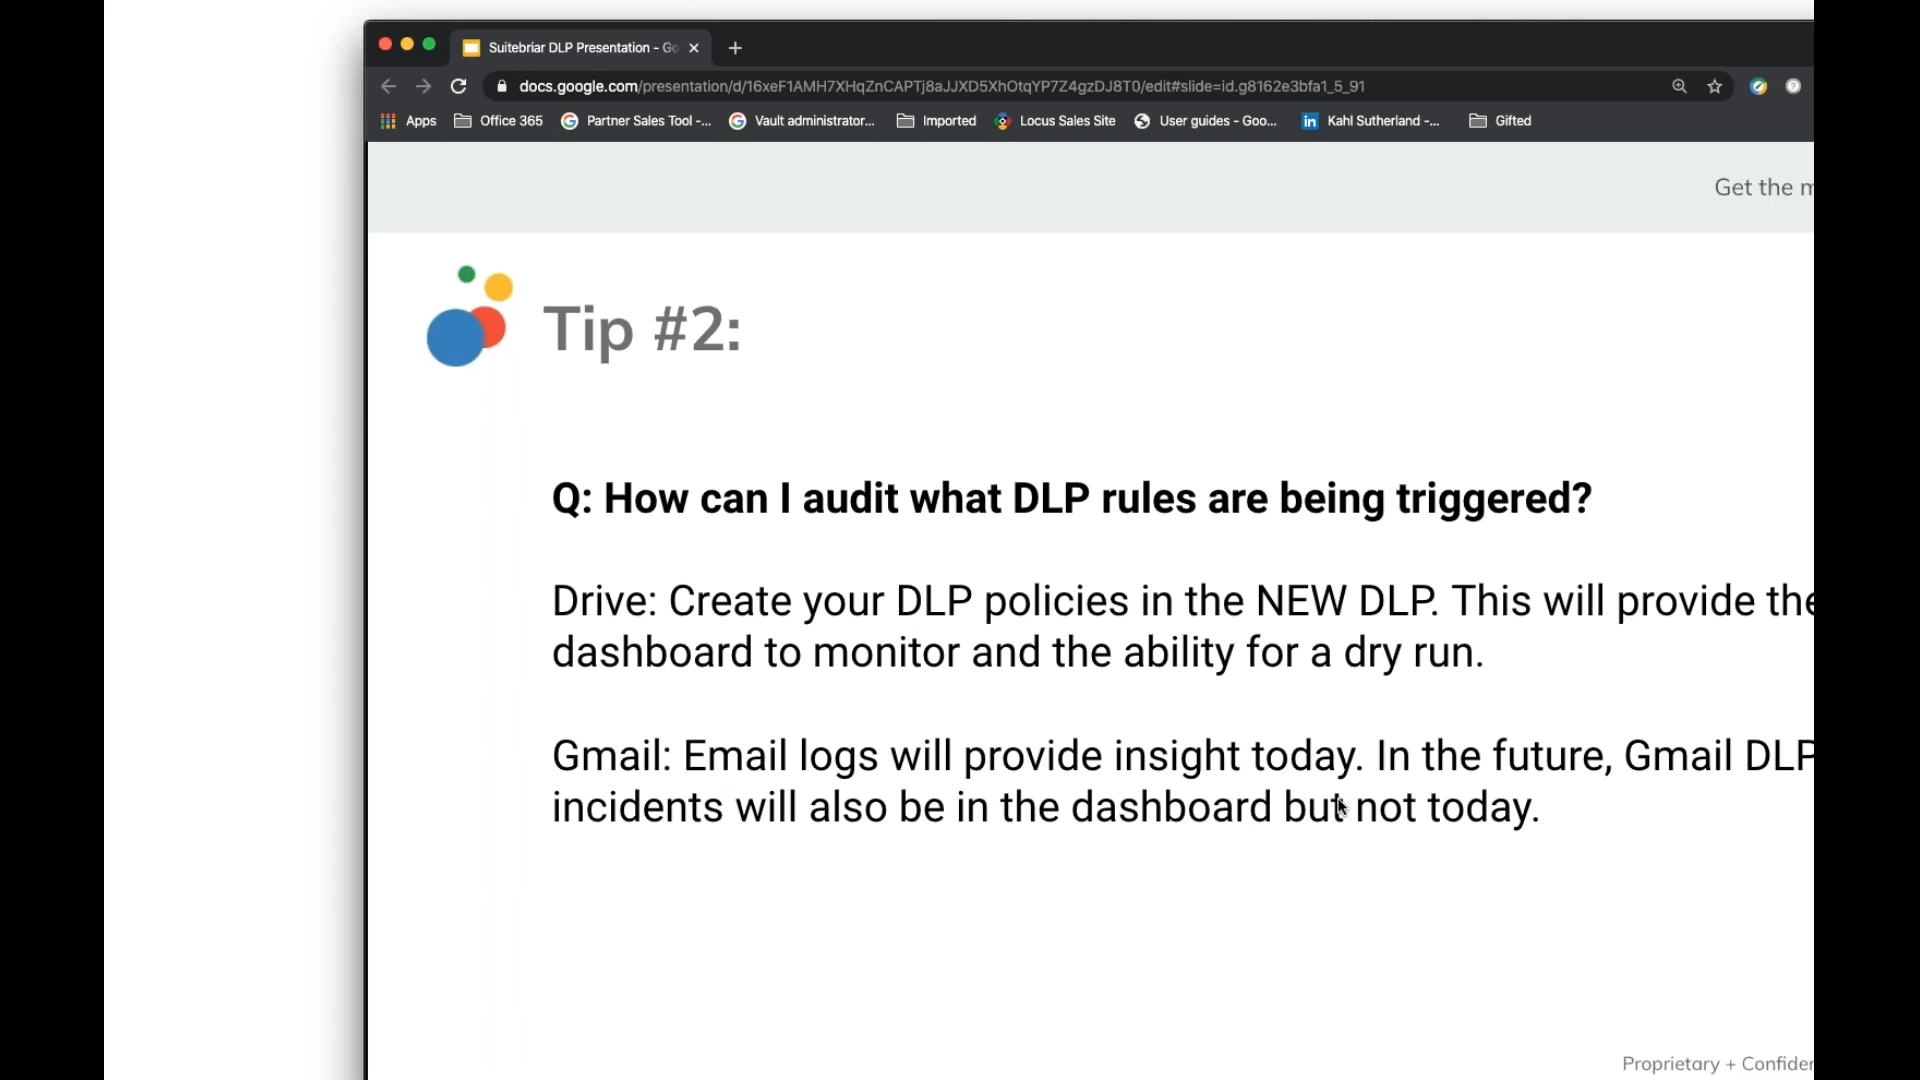 Suitebriar DLP Presentation - Go
docs.google.com/presentation/d/16xeF1AMH7XHqZnCAPTj8aJJXD5XhOtqYP7Z4gzDJ8T0/edit#slide=id.g8162e3bfa1_5_91
Apps Office 365 Partner Sales Tool -... Vault administrator... Imported Locus Sales Site User guides - Goo... Kahl Sutherland -... Gifted
Get the m
Tip #2:
Q: How can I audit what DLP rules are being triggered?
Drive: Create your DLP policies in the NEW DLP. This will provide the
dashboard to monitor and the ability for a dry run.
Gmail: Email logs will provide insight today. In the future, Gmail DLP
incidents will also be in the dashboard but not today.
Proprietary + Confiden